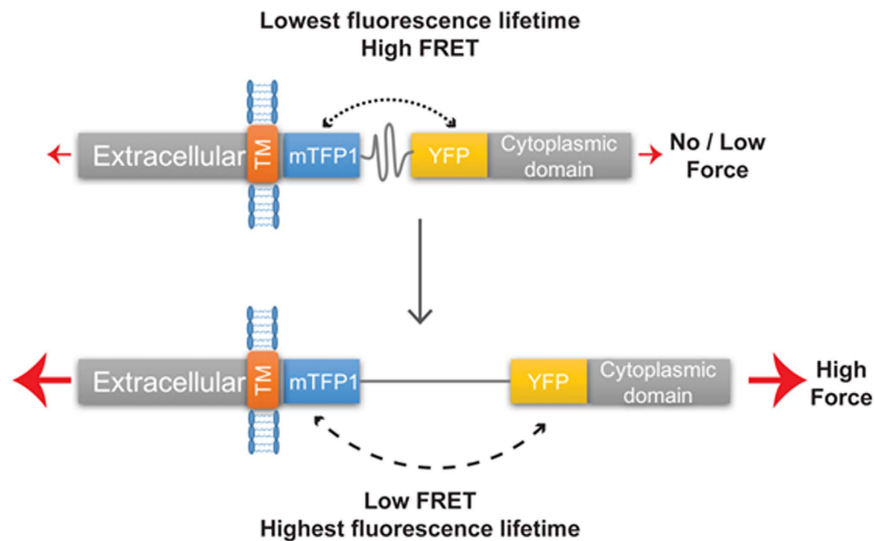 Lowest fluorescence lifetime
High FRET
Extracellular TM mTFP1 YFP Cytoplasmic domain
No / Low
Force
Extracellular TM mTFP1 YFP Cytoplasmic domain
High
Force
Low FRET
Highest fluorescence lifetime